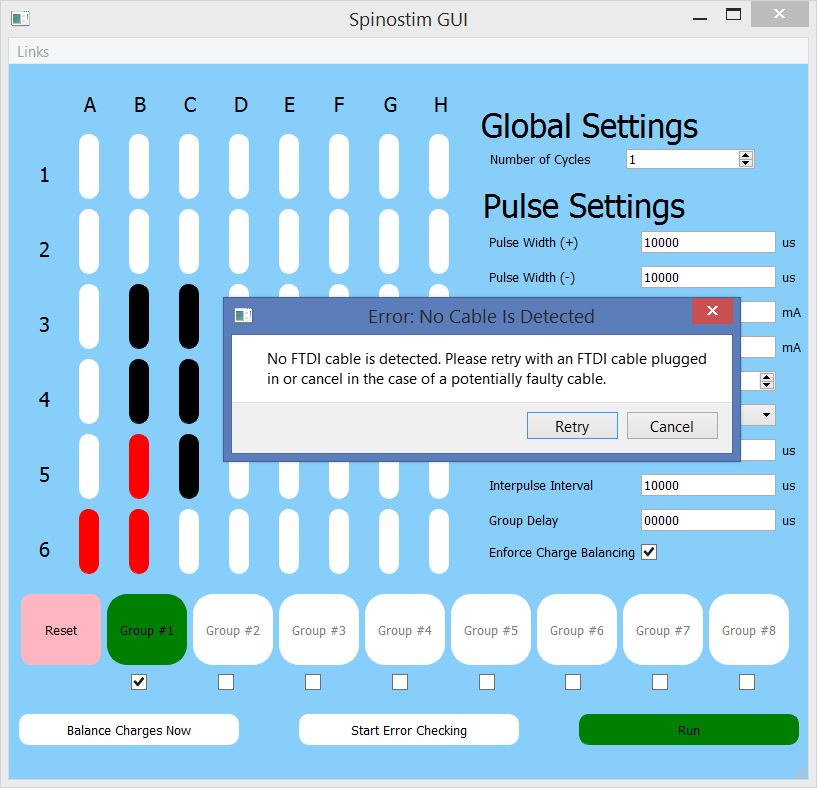 Spinostim GUI
Links
A B C D E F G H
Global Settings
Number of Cycles 1
1
Pulse Settings
2
Pulse Width (+) 10000 us
Pulse Width (-) 10000 us
3
mA
Error: No Cable Is Detected
mA
No FTDI cable is detected. Please retry with an FTDI cable plugged
in or cancel in the case of a potentially faulty cable.
4
Retry Cancel
us
5
Interpulse Interval 10000 us
Group Delay 00000 us
6
Enforce Charge Balancing
Reset Group #1 Group #2 Group #3 Group #4 Group #5 Group #6 Group #7 Group #8
Balance Charges Now Start Error Checking Run